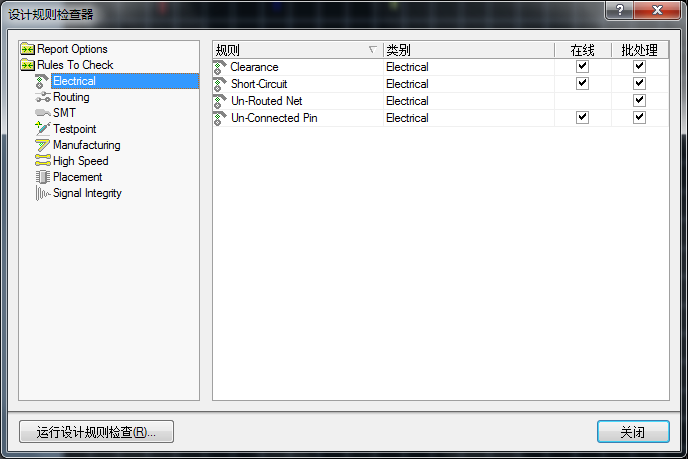 设计规则检查器
Report Options
Rules To Check
Electrical
Routing
SMT
Testpoint
Manufacturing
High Speed
Placement
Signal Integrity
规则 类别 在线 批处理
Clearance Electrical
Short-Circuit Electrical
Un-Routed Net Electrical
Un-Connected Pin Electrical
运行设计规则检查(R)... 关闭